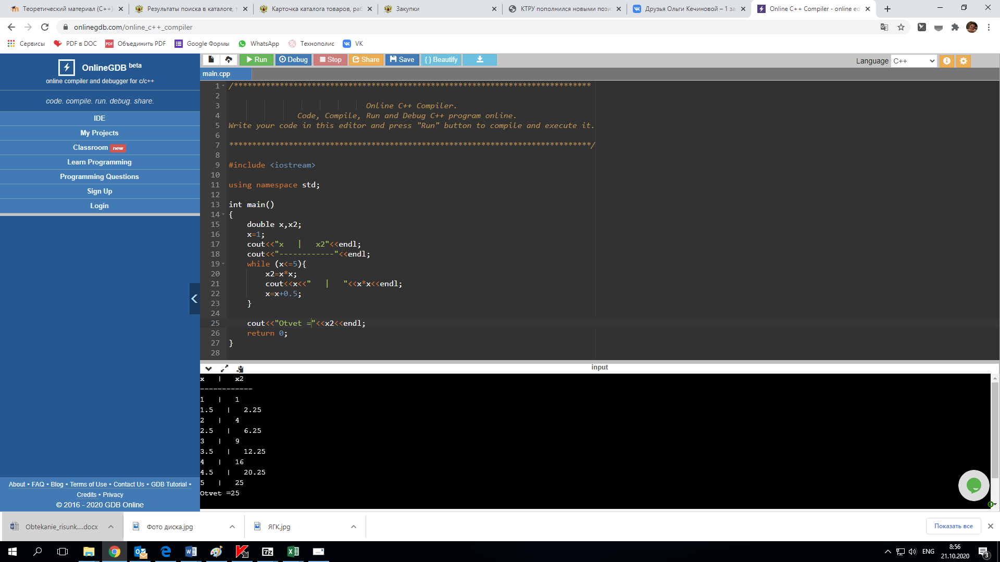 Теоретический материал (C++)
Результаты поиска в каталоге, т
Карточка каталога товаров, раб
Закупки
КТРУ пополнился новыми пози
Друзья Ольги Кечиновой – 1 за
Online C++ Compiler - online ed
onlinegdb.com/online_c++_compiler
Сервисы
PDF в DOC
Объединить PDF
Google Формы
WhatsApp
Технополис
VK
OnlineGDB beta
online compiler and debugger for c/c++
code. compile. run. debug. share.
IDE
My Projects
Classroom new
Learn Programming
Programming Questions
Sign Up
Login
About • FAQ • Blog • Terms of Use • Contact Us • GDB Tutorial •
Credits • Privacy
© 2016 - 2020 GDB Online
Run
Debug
Stop
Share
Save
{ } Beautify
Language C++
main.cpp
1 /******************************************************************************
2
3 Online C++ Compiler.
4 Code, Compile, Run and Debug C++ program online.
5 Write your code in this editor and press "Run" button to compile and execute it.
6
7 *******************************************************************************/
8
9 #include <iostream>
10
11 using namespace std;
12
13 int main()
14 {
15     double x,x2;
16     x=1;
17     cout<<"x   |   x2"<<endl;
18     cout<<"------------"<<endl;
19     while (x<=5){
20         x2=x*x;
21         cout<<x<<"   |   "<<x*x<<endl;
22         x=x+0.5;
23     }
24
25     cout<<"Otvet ="<<x2<<endl;
26     return 0;
27 }
28
input
x   |   x2
------------
1   |   1
1.5   |   2.25
2   |   4
2.5   |   6.25
3   |   9
3.5   |   12.25
4   |   16
4.5   |   20.25
5   |   25
Otvet =25
Obtekanie_risunk....docx
Фото диска.jpg
ЯГК.jpg
Показать все
ENG
8:56
21.10.2020
3